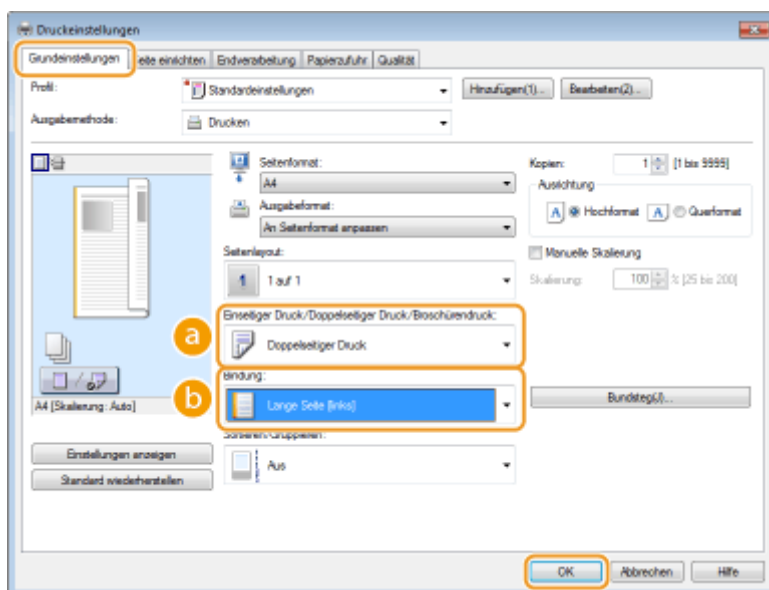 Druckeinstellungen
Grundeinstellungen Seite einrichten Endverarbeitung Papierzufuhr Qualität
Profil: Standardeinstellungen Hinzufügen(1)... Bearbeiten(2)...
Ausgabemethode: Drucken
Seitenformat: Kopien: 1 [1 bis 9999]
A4 Ausrichtung
Ausgabeformat: A Hochformat A Querformat
An Seitenformat anpassen
Seitenlayout: Manuelle Skalierung
1 1 auf 1 Skalierung: 100 % [25 bis 200]
Einseitiger Druck/Doppelseitiger Druck/Broschürendruck:
a Doppelseitiger Druck
Bindung:
A4 [Skalierung: Auto] b Lange Seite [links] Bundsteg(J)...
Sortieren/Gruppieren:
Einstellungen anzeigen Aus
Standard wiederherstellen
OK Abbrechen Hilfe